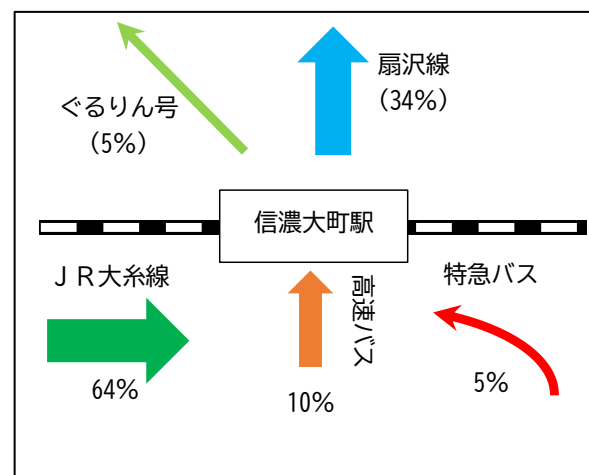 扇沢線
(34%)
ぐるりん号
(5%)
信濃大町駅
ＪＲ大糸線
高速バス
特急バス
64%
10%
5%